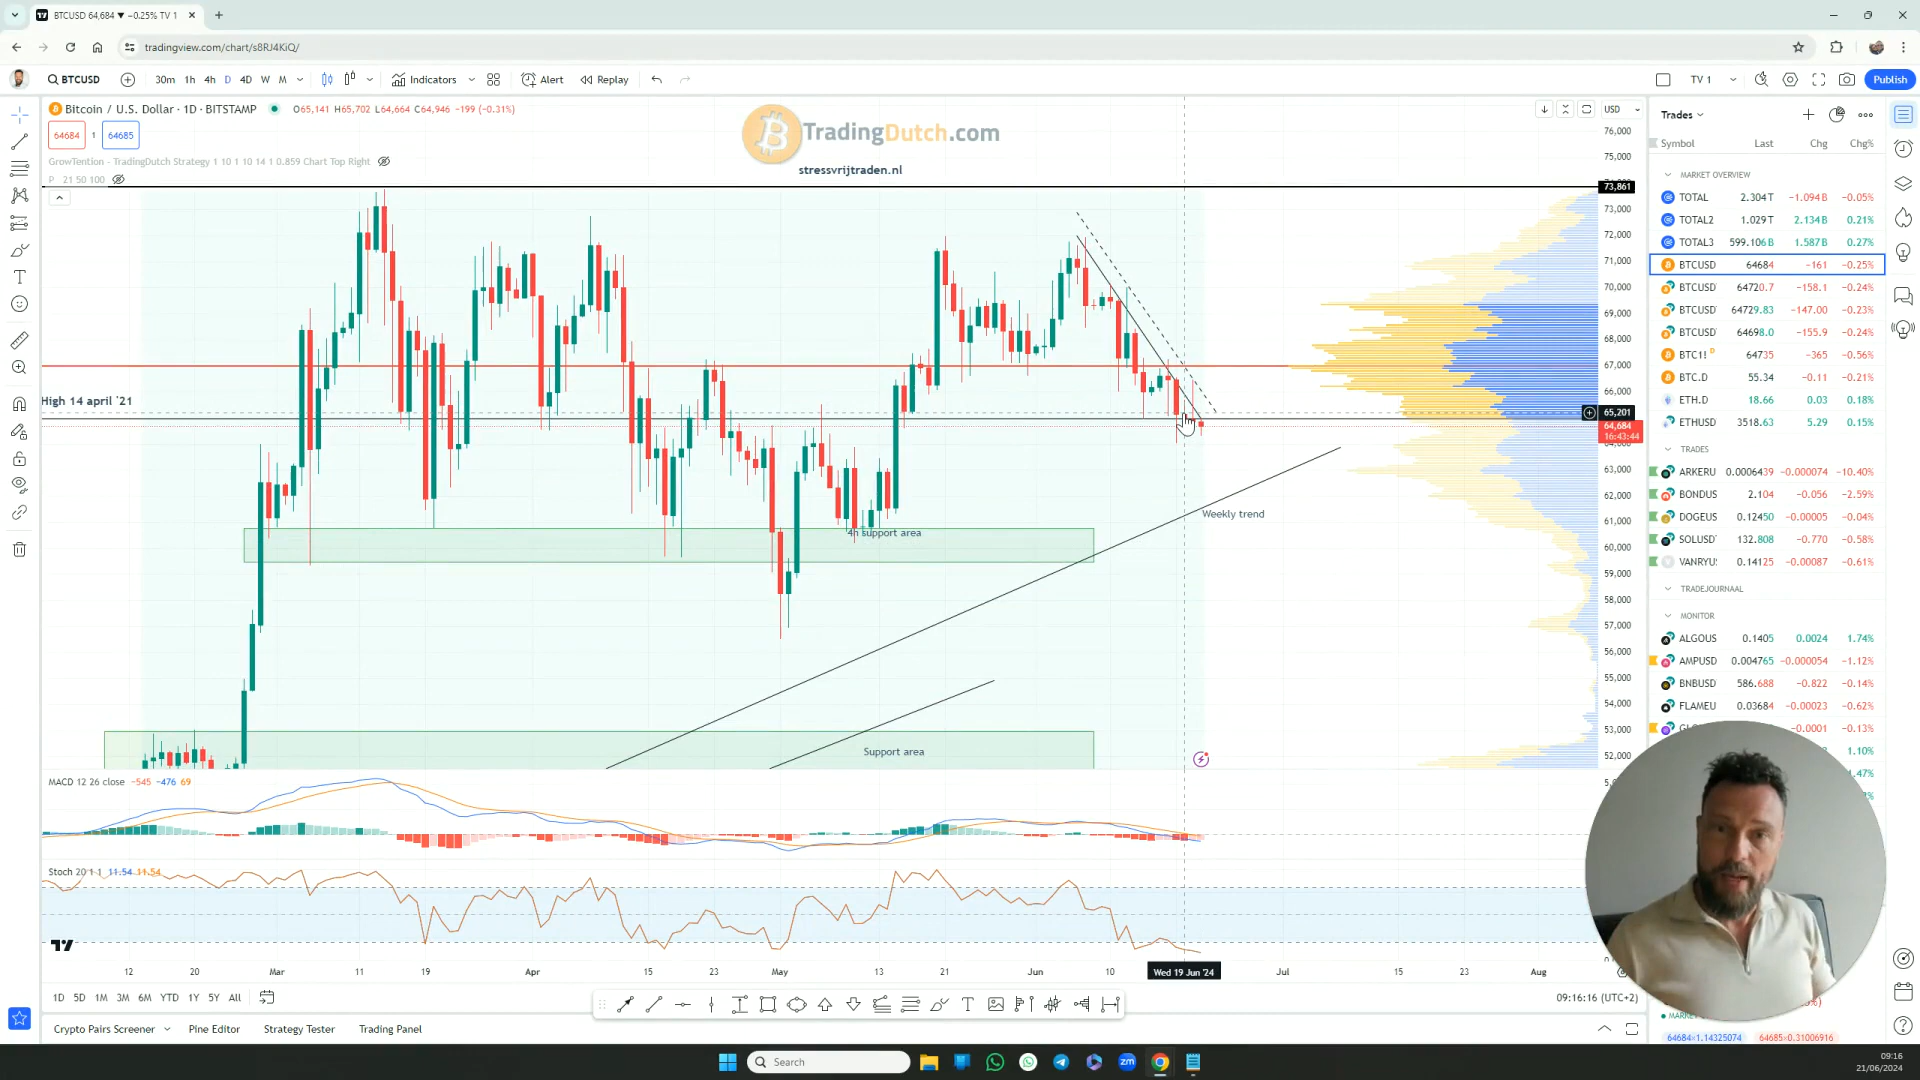 BTCUSD 64,684 ▼ −0.25% TV 1
tradingview.com/chart/s8RJ4KiQ/
BTCUSD 30m 1h 4h D 4D W M Indicators Alert Replay TV 1 Publish
Bitcoin / U.S. Dollar · 1D · BITSTAMP O65,141 H65,702 L64,664 C64,946 −199 (−0.31%)
64684 1 64685
GrowTention - TradingDutch Strategy 1 10 1 10 14 1 0.859 Chart Top Right
P 21 50 100
TradingDutch.com
stressvrijtraden.nl
High 14 april '21
4h support area
Weekly trend
Support area
USD
76,000
75,000
73,861
73,000
72,000
71,000
70,000
69,000
68,000
67,000
66,000
65,201
64,684
16:43:44
63,000
62,000
61,000
60,000
59,000
58,000
57,000
56,000
55,000
54,000
53,000
52,000
MACD 12 26 close −545 −476 69
Stoch 20 1 1 11.54 11.54
12 20 Mar 11 19 Apr 15 23 May 13 21 Jun 10 Wed 19 Jun '24 Jul 15 23 Aug
1D 5D 1M 3M 6M YTD 1Y 5Y All
09:16:16 (UTC+2)
Crypto Pairs Screener Pine Editor Strategy Tester Trading Panel
Trades
Symbol Last Chg Chg%
MARKET OVERVIEW
TOTAL 2.304T −1.094B −0.05%
TOTAL2 1.029T 2.134B 0.21%
TOTAL3 599.106B 1.587B 0.27%
BTCUSD 64684 −161 −0.25%
BTCUSD 64720.7 −158.1 −0.24%
BTCUSD 64729.83 −147.00 −0.23%
BTCUSD 64698.0 −155.9 −0.24%
BTC1! D 64735 −365 −0.56%
BTC.D 55.34 −0.11 −0.21%
ETH.D 18.66 0.03 0.18%
ETHUSD 3518.63 5.29 0.15%
TRADES
ARKERU 0.0006439 −0.000074 −10.40%
BONDUS 2.104 −0.056 −2.59%
DOGEUS 0.12450 −0.00005 −0.04%
SOLUSD 132.808 −0.770 −0.58%
VANRYU 0.14125 −0.00087 −0.61%
TRADEJOURNAAL
MONITOR
ALGOUS 0.1405 0.0024 1.74%
AMPUSD 0.004765 −0.000054 −1.12%
BNBUSD 586.688 −0.822 −0.14%
FLAMEU 0.03684 −0.00023 −0.62%
−0.0001 −0.13%
1.10%
64684×1.14325074 64685×0.31006916
Search
zm
09:16
21/06/2024